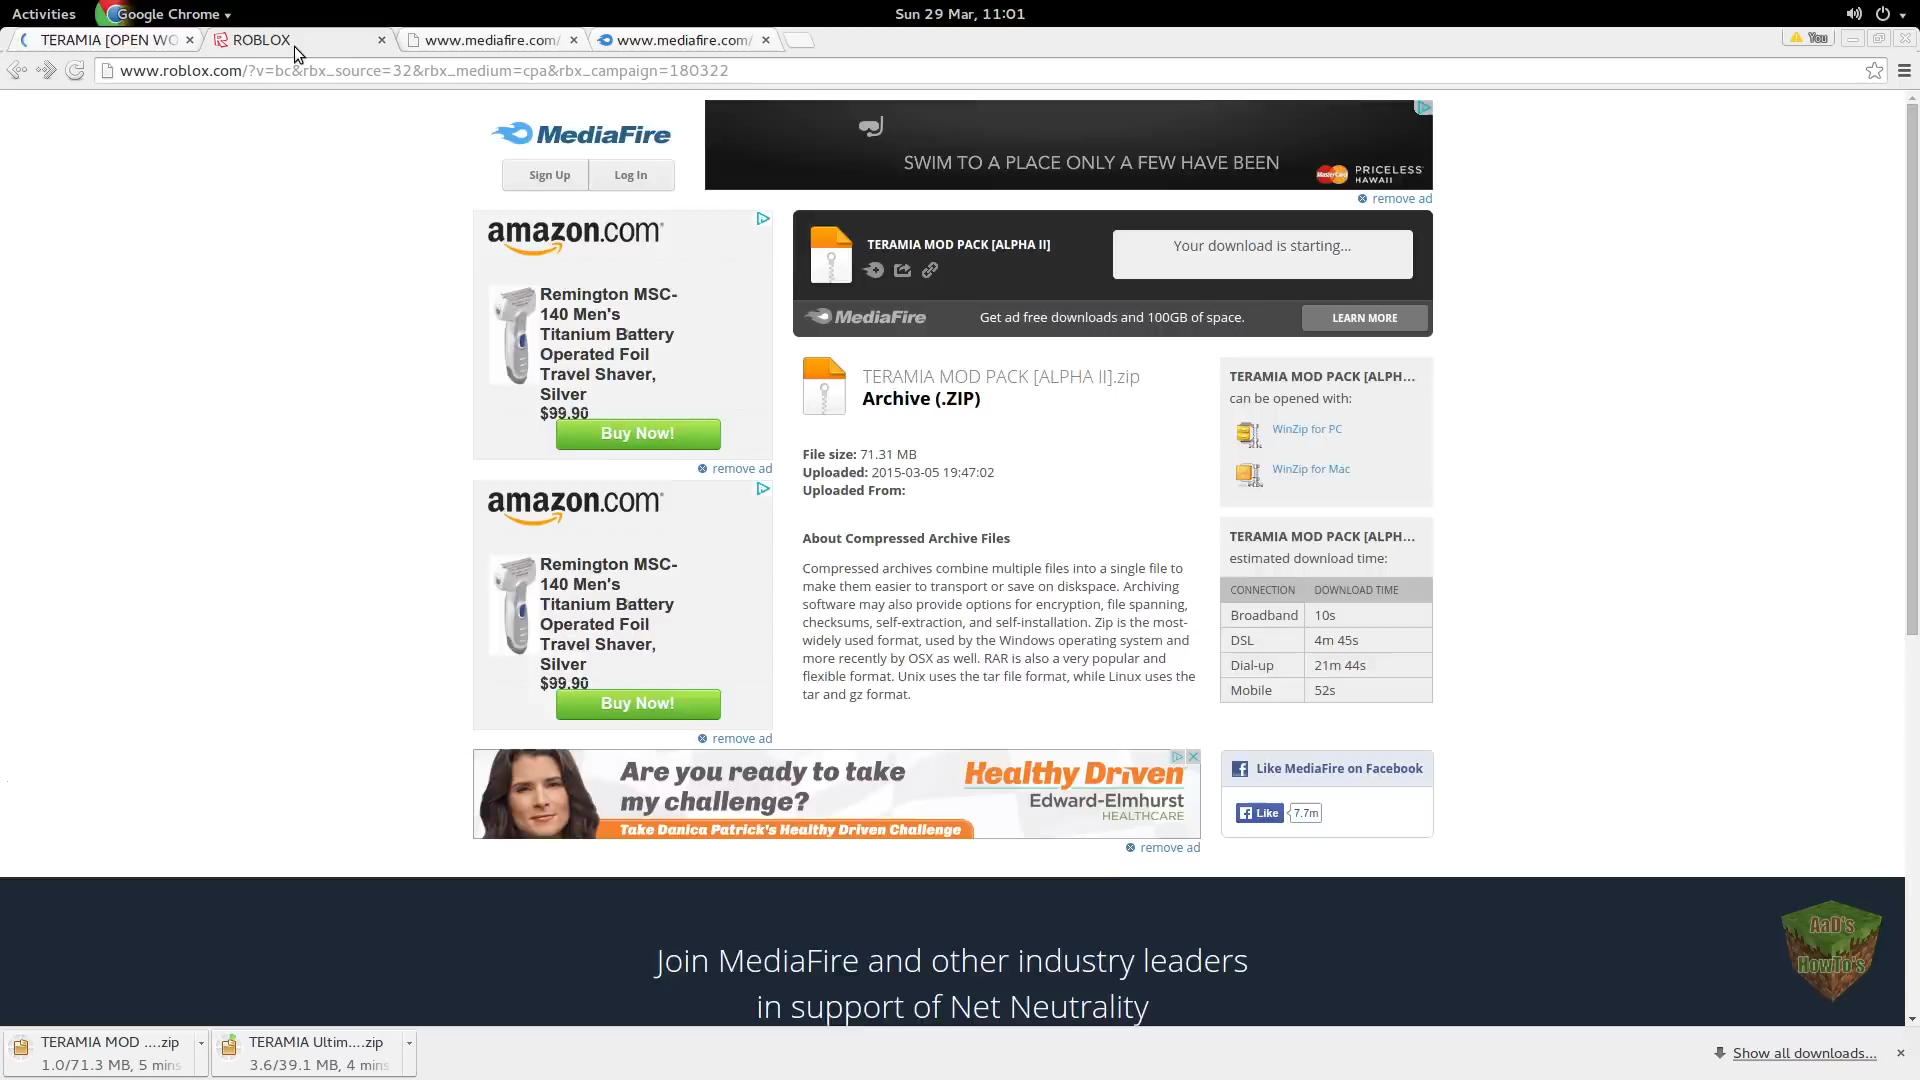 Activities
Google Chrome
Sun 29 Mar, 11:01
TERAMIA [OPEN WO
ROBLOX
www.mediafire.com/
www.mediafire.com/
You
www.roblox.com/?v=bc&rbx_source=32&rbx_medium=cpa&rbx_campaign=180322
MediaFire
Sign Up
Log In
SWIM TO A PLACE ONLY A FEW HAVE BEEN
MasterCard
PRICELESS
HAWAII
remove ad
amazon.com
Remington MSC-
140 Men's
Titanium Battery
Operated Foil
Travel Shaver,
Silver
$99.90
Buy Now!
remove ad
TERAMIA MOD PACK [ALPHA II]
Your download is starting...
MediaFire
Get ad free downloads and 100GB of space.
LEARN MORE
TERAMIA MOD PACK [ALPHA II].zip
Archive (.ZIP)
File size: 71.31 MB
Uploaded: 2015-03-05 19:47:02
Uploaded From:
About Compressed Archive Files
Compressed archives combine multiple files into a single file to
make them easier to transport or save on diskspace. Archiving
software may also provide options for encryption, file spanning,
checksums, self-extraction, and self-installation. Zip is the most-
widely used format, used by the Windows operating system and
more recently by OSX as well. RAR is also a very popular and
flexible format. Unix uses the tar file format, while Linux uses the
tar and gz format.
TERAMIA MOD PACK [ALPH...
can be opened with:
WinZip for PC
WinZip for Mac
TERAMIA MOD PACK [ALPH...
estimated download time:
CONNECTION DOWNLOAD TIME
Broadband 10s
DSL 4m 45s
Dial-up 21m 44s
Mobile 52s
amazon.com
Remington MSC-
140 Men's
Titanium Battery
Operated Foil
Travel Shaver,
Silver
$99.90
Buy Now!
remove ad
Are you ready to take
my challenge?
Take Danica Patrick's Healthy Driven Challenge
Healthy Driven
Edward-Elmhurst
HEALTHCARE
remove ad
Like MediaFire on Facebook
Like
7.7m
Join MediaFire and other industry leaders
in support of Net Neutrality
AaD's
HowTo's
TERAMIA MOD ....zip
1.0/71.3 MB, 5 mins
TERAMIA Ultim....zip
3.6/39.1 MB, 4 mins
Show all downloads...